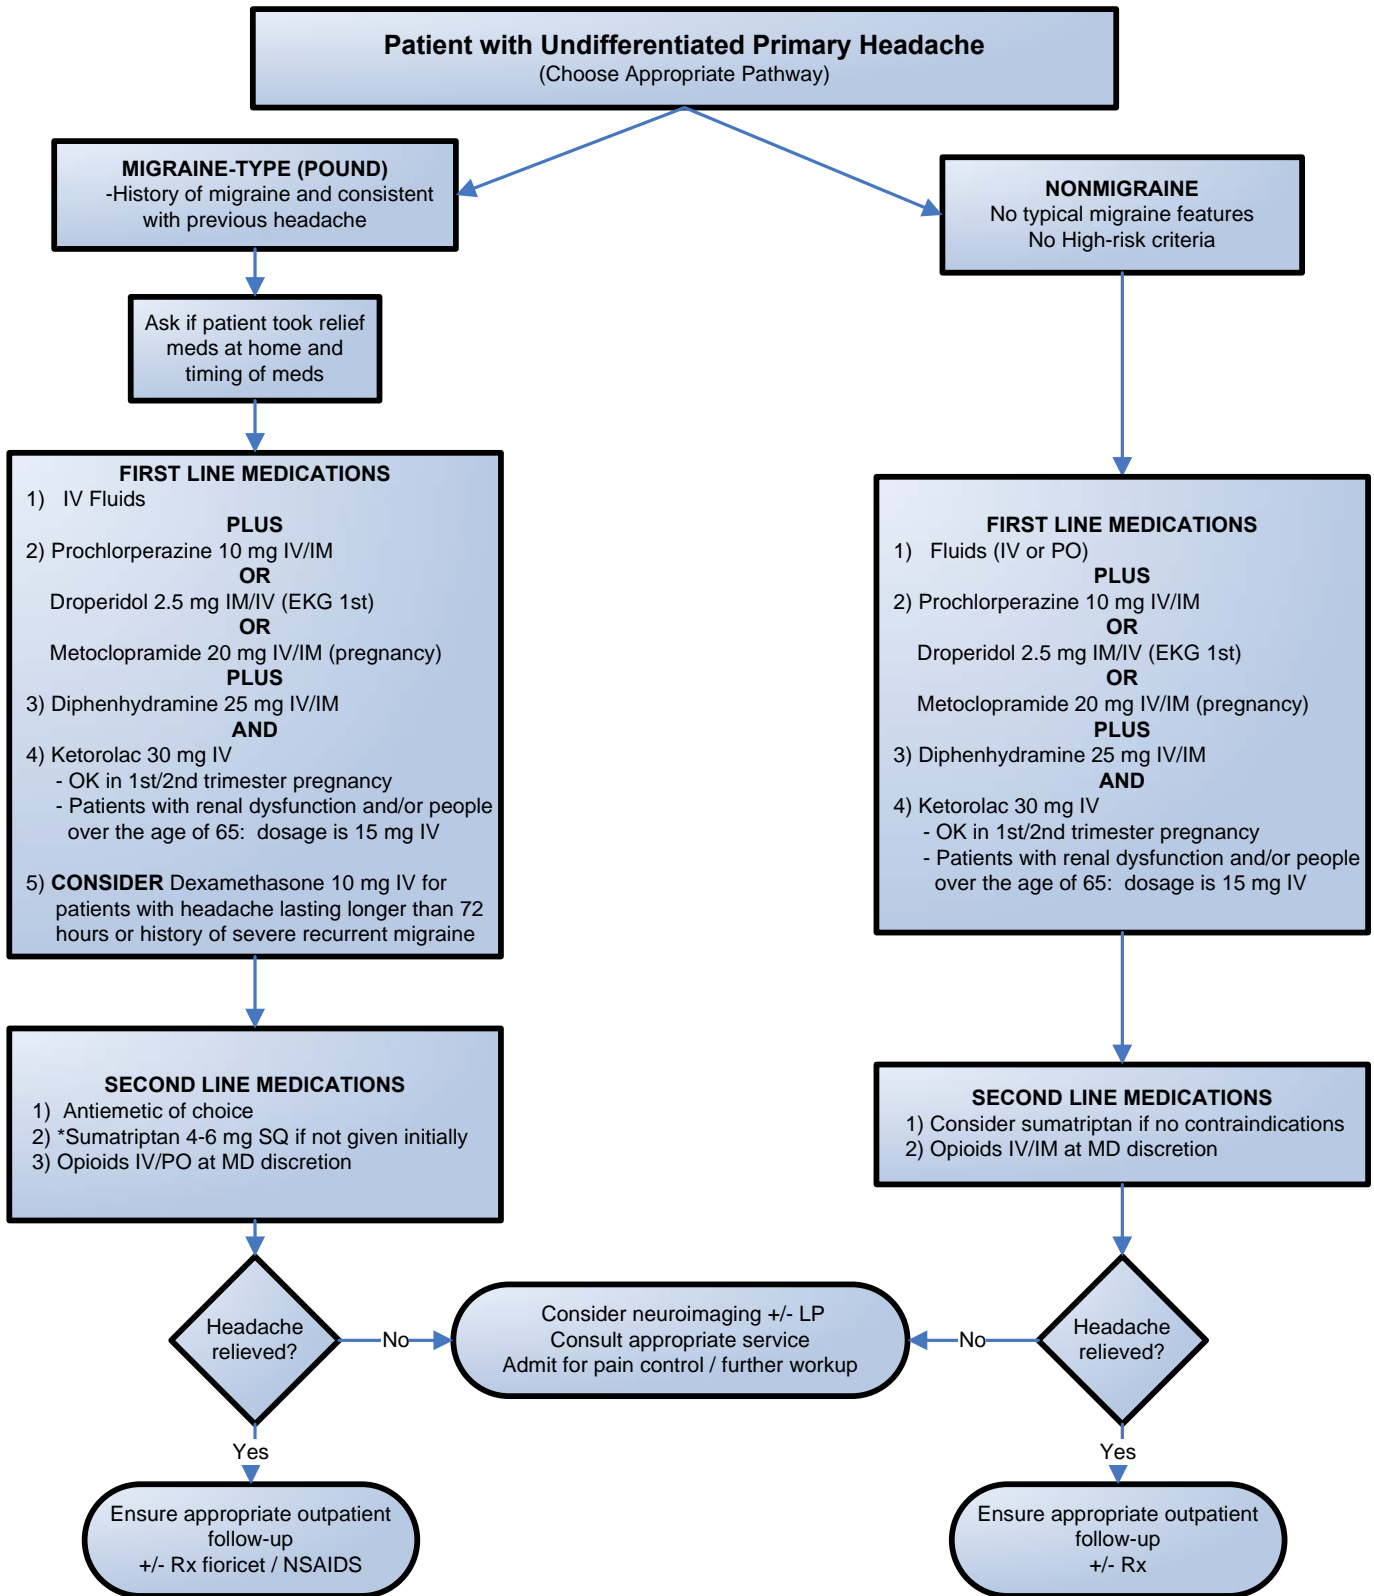 Patient with Undifferentiated Primary Headache
(Choose Appropriate Pathway)
MIGRAINE-TYPE (POUND)
-History of migraine and consistent
with previous headache
NONMIGRAINE
No typical migraine features
No High-risk criteria
Ask if patient took relief
meds at home and
timing of meds
FIRST LINE MEDICATIONS
1) IV Fluids
PLUS
2) Prochlorperazine 10 mg IV/IM
OR
Droperidol 2.5 mg IM/IV (EKG 1st)
OR
Metoclopramide 20 mg IV/IM (pregnancy)
PLUS
3) Diphenhydramine 25 mg IV/IM
AND
4) Ketorolac 30 mg IV
- OK in 1st/2nd trimester pregnancy
- Patients with renal dysfunction and/or people
over the age of 65: dosage is 15 mg IV
5) CONSIDER Dexamethasone 10 mg IV for
patients with headache lasting longer than 72
hours or history of severe recurrent migraine
FIRST LINE MEDICATIONS
1) Fluids (IV or PO)
PLUS
2) Prochlorperazine 10 mg IV/IM
OR
Droperidol 2.5 mg IM/IV (EKG 1st)
OR
Metoclopramide 20 mg IV/IM (pregnancy)
PLUS
3) Diphenhydramine 25 mg IV/IM
AND
4) Ketorolac 30 mg IV
- OK in 1st/2nd trimester pregnancy
- Patients with renal dysfunction and/or people
over the age of 65: dosage is 15 mg IV
SECOND LINE MEDICATIONS
1) Antiemetic of choice
2) *Sumatriptan 4-6 mg SQ if not given initially
3) Opioids IV/PO at MD discretion
SECOND LINE MEDICATIONS
1) Consider sumatriptan if no contraindications
2) Opioids IV/IM at MD discretion
Headache
relieved?
No
Consider neuroimaging +/- LP
Consult appropriate service
Admit for pain control / further workup
No
Headache
relieved?
Yes
Yes
Ensure appropriate outpatient
follow-up
+/- Rx fioricet / NSAIDS
Ensure appropriate outpatient
follow-up
+/- Rx